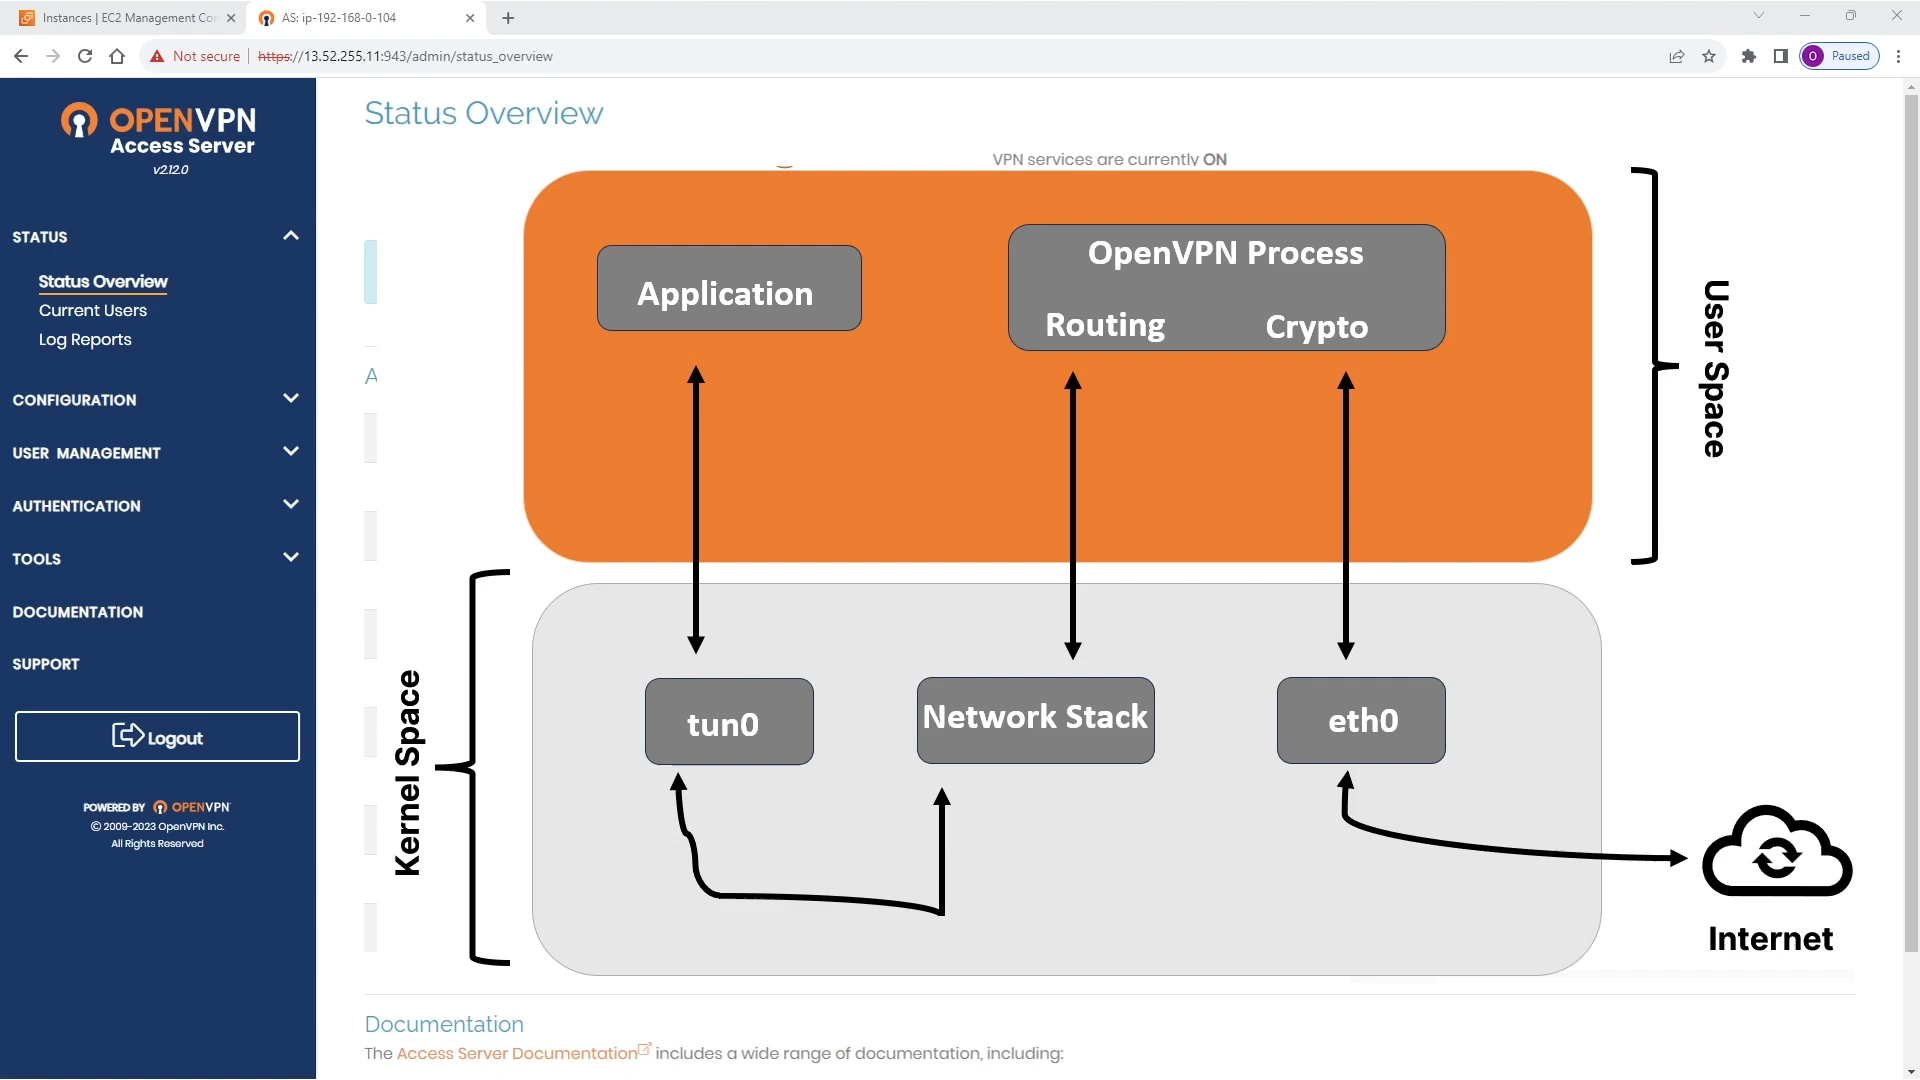 Instances | EC2 Management Cor
AS: ip-192-168-0-104
Not secure
https://13.52.255.11:943/admin/status_overview
O Paused
OPENVPN
Access Server
v2.12.0
STATUS
Status Overview
Current Users
Log Reports
CONFIGURATION
USER MANAGEMENT
AUTHENTICATION
TOOLS
DOCUMENTATION
SUPPORT
Logout
POWERED BY OPENVPN
© 2009-2023 OpenVPN Inc.
All Rights Reserved
Status Overview
VPN services are currently ON
A
Application
OpenVPN Process
Routing Crypto
User Space
tun0
Network Stack
eth0
Kernel Space
Internet
Documentation
The Access Server Documentation includes a wide range of documentation, including: